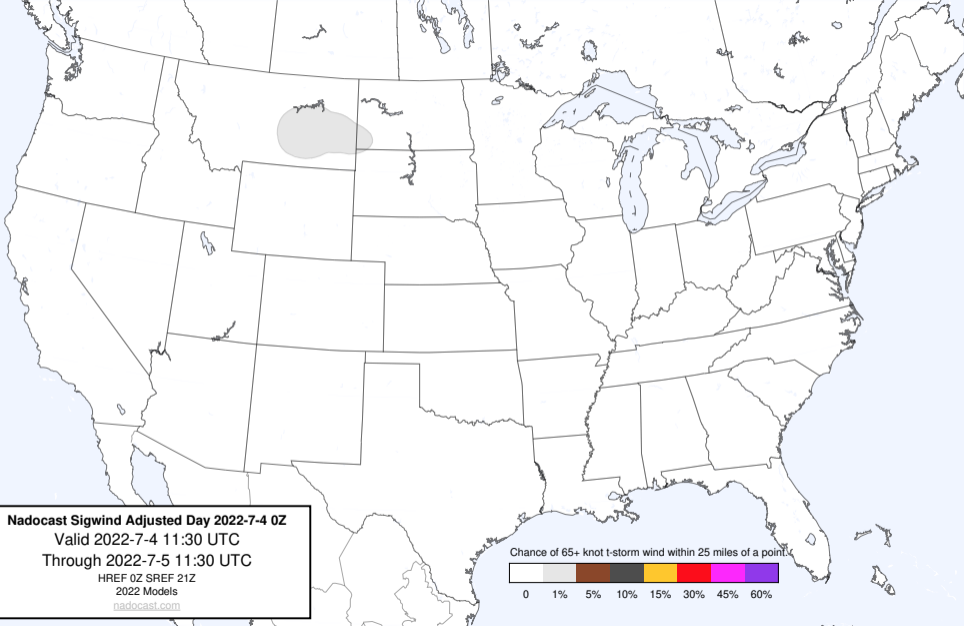 Nadocast Sigwind Adjusted Day 2022-7-4 0Z
Valid 2022-7-4 11:30 UTC
Through 2022-7-5 11:30 UTC
HREF 0Z SREF 21Z
2022 Models
nadocast.com
Chance of 65+ knot t-storm wind within 25 miles of a point.
0 1% 5% 10% 15% 30% 45% 60%